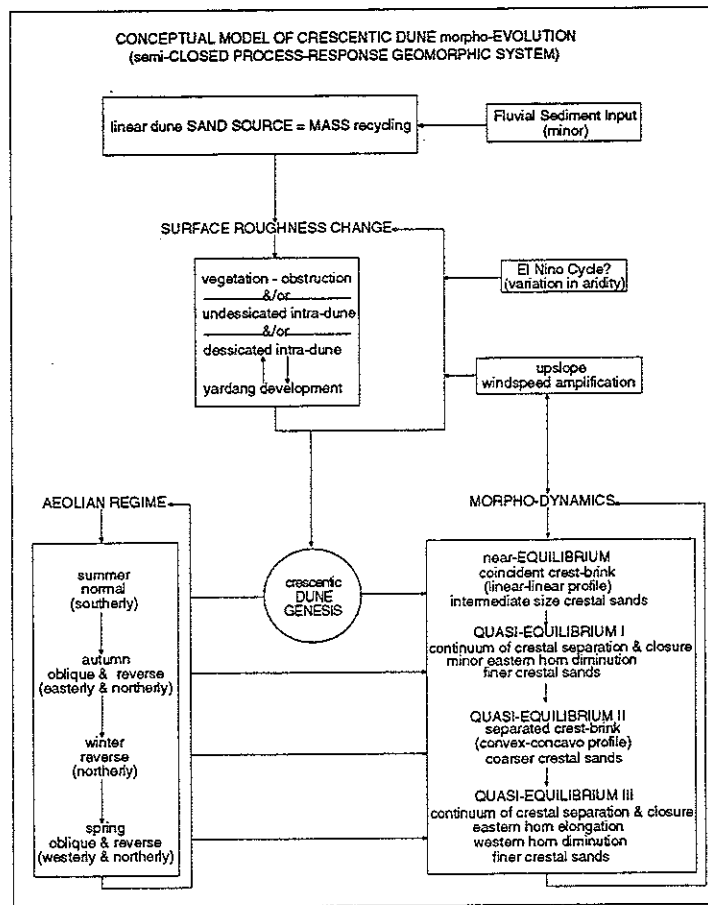 CONCEPTUAL MODEL OF CRESCENTIC DUNE morpho-EVOLUTION
(semi-CLOSED PROCESS-RESPONSE GEOMORPHIC SYSTEM)
linear dune SAND SOURCE = MASS recycling
Fluvial Sediment Input
(minor)
SURFACE ROUGHNESS CHANGE
vegetation - obstruction
&/or
undessicated intra-dune
&/or
dessicated intra-dune
yardang development
El Nino Cycle?
(variation in aridity)
upslope
windspeed amplification
AEOLIAN REGIME
summer
normal
(southerly)
autumn
oblique & reverse
(easterly & northerly)
winter
reverse
(northerly)
spring
oblique & reverse
(westerly & northerly)
crescentic
DUNE
GENESIS
MORPHO-DYNAMICS
near-EQUILIBRIUM
coincident crest-brink
(linear-linear profile)
intermediate size crestal sands
QUASI-EQUILIBRIUM I
continuum of crestal separation & closure
minor eastern horn diminution
finer crestal sands
QUASI-EQUILIBRIUM II
separated crest-brink
(convex-concavo profile)
coarser crestal sands
QUASI-EQUILIBRIUM III
continuum of crestal separation & closure
eastern horn elongation
western horn diminution
finer crestal sands